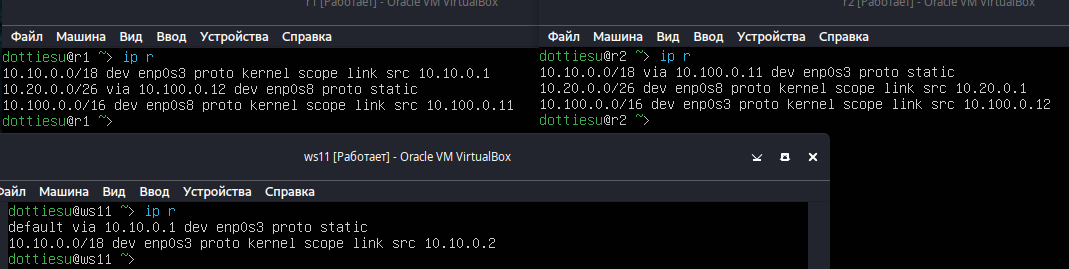 r1 [Работает] - Oracle VM VirtualBox
Файл Машина Вид Ввод Устройства Справка
dottiesu@r1 ~> ip r
10.10.0.0/18 dev enp0s3 proto kernel scope link src 10.10.0.1
10.20.0.0/26 via 10.100.0.12 dev enp0s8 proto static
10.100.0.0/16 dev enp0s8 proto kernel scope link src 10.100.0.11
dottiesu@r1 ~>
r2 [Работает] - Oracle VM VirtualBox
Файл Машина Вид Ввод Устройства Справка
dottiesu@r2 ~> ip r
10.10.0.0/18 via 10.100.0.11 dev enp0s3 proto static
10.20.0.0/26 dev enp0s8 proto kernel scope link src 10.20.0.1
10.100.0.0/16 dev enp0s3 proto kernel scope link src 10.100.0.12
dottiesu@r2 ~>
ws11 [Работает] - Oracle VM VirtualBox
Файл Машина Вид Ввод Устройства Справка
dottiesu@ws11 ~> ip r
default via 10.10.0.1 dev enp0s3 proto static
10.10.0.0/18 dev enp0s3 proto kernel scope link src 10.10.0.2
dottiesu@ws11 ~>